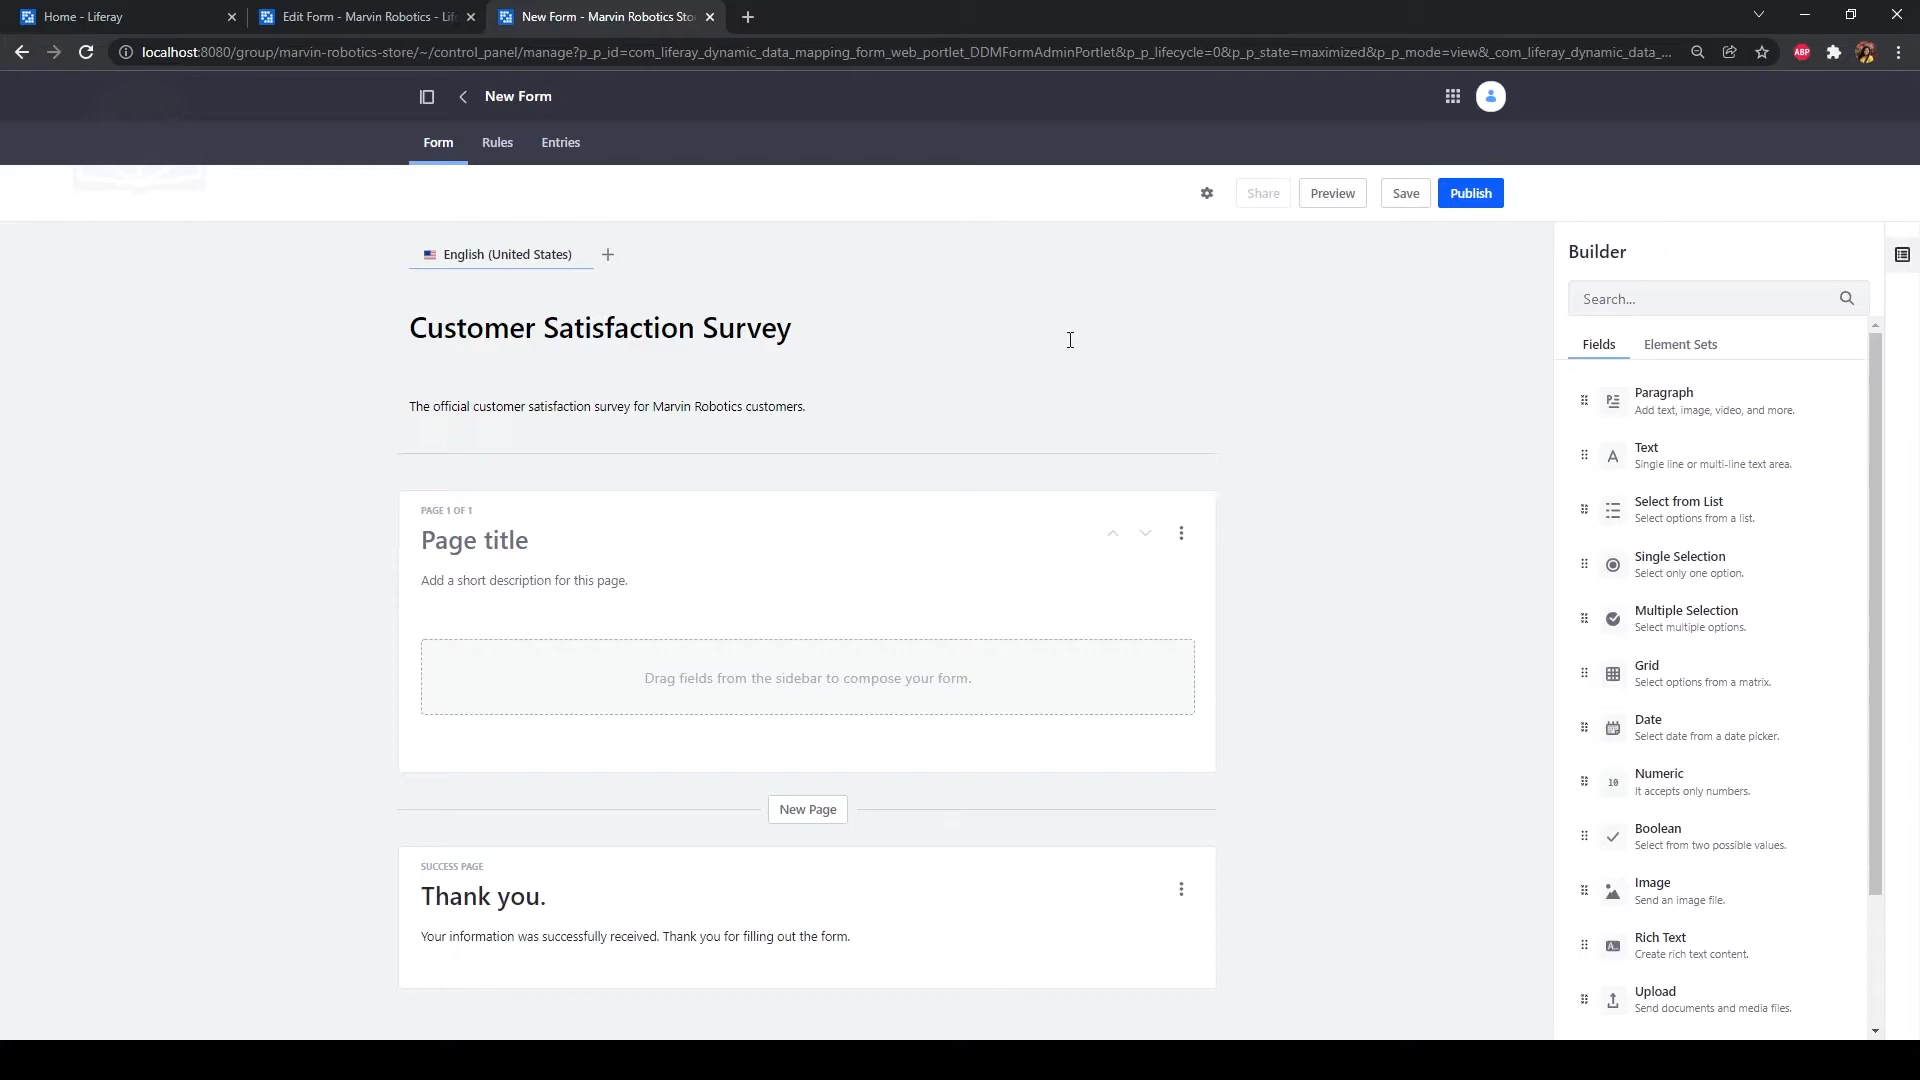 Home - Liferay
Edit Form - Marvin Robotics - Lif
New Form - Marvin Robotics Sto
localhost:8080/group/marvin-robotics-store/~/control_panel/manage?p_p_id=com_liferay_dynamic_data_mapping_form_web_portlet_DDMFormAdminPortlet&p_p_lifecycle=0&p_p_state=maximized&p_p_mode=view&_com_liferay_dynamic_data_...
ABP
New Form
Form
Rules
Entries
Share
Preview
Save
Publish
English (United States)
Customer Satisfaction Survey
The official customer satisfaction survey for Marvin Robotics customers.
PAGE 1 OF 1
Page title
Add a short description for this page.
Drag fields from the sidebar to compose your form.
New Page
SUCCESS PAGE
Thank you.
Your information was successfully received. Thank you for filling out the form.
Builder
Search...
Fields
Element Sets
Paragraph
Add text, image, video, and more.
Text
Single line or multi-line text area.
Select from List
Select options from a list.
Single Selection
Select only one option.
Multiple Selection
Select multiple options.
Grid
Select options from a matrix.
Date
Select date from a date picker.
10
Numeric
It accepts only numbers.
Boolean
Select from two possible values.
Image
Send an image file.
Rich Text
Create rich text content.
Upload
Send documents and media files.